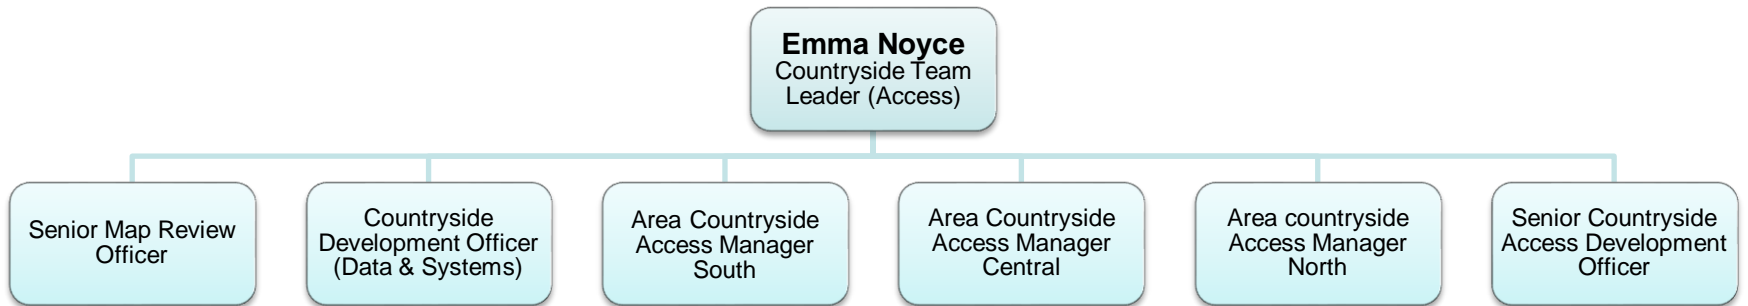 Emma Noyce
Countryside Team
Leader (Access)
Senior Map Review
Officer
Countryside
Development Officer
(Data & Systems)
Area Countryside
Access Manager
South
Area Countryside
Access Manager
Central
Area countryside
Access Manager
North
Senior Countryside
Access Development
Officer